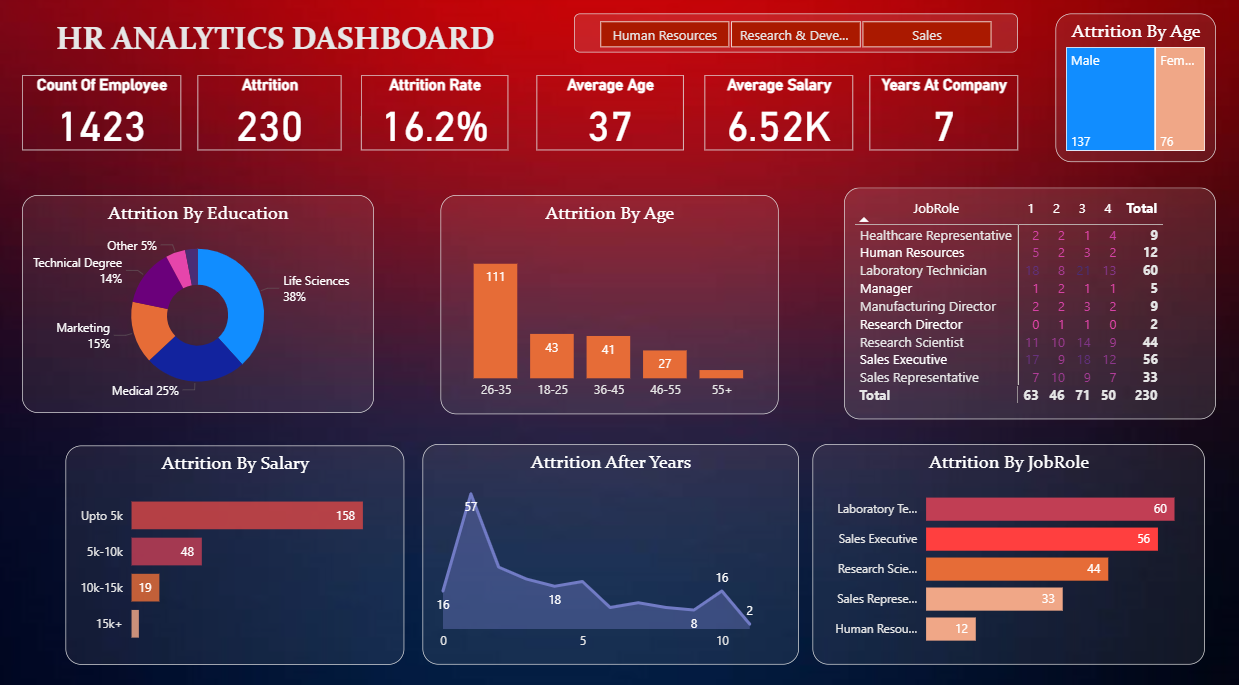 HR ANALYTICS DASHBOARD
Human Resources
Research & Deve...
Sales
Count Of Employee
1423
Attrition
230
Attrition Rate
16.2%
Average Age
37
Average Salary
6.52K
Years At Company
7
Attrition By Age
Male
137
Fem...
76
Attrition By Education
Other 5%
Technical Degree
14%
Life Sciences
38%
Marketing
15%
Medical 25%
Attrition By Age
111
43
41
27
26-35
18-25
36-45
46-55
55+
JobRole 1 2 3 4 Total
Healthcare Representative 2 2 1 4 9
Human Resources 5 2 3 2 12
Laboratory Technician 18 8 13 60
Manager 1 2 1 1 5
Manufacturing Director 2 2 3 2 9
Research Director 0 1 1 0 2
Research Scientist 11 10 14 9 44
Sales Executive 17 9 18 12 56
Sales Representative 7 10 9 7 33
Total 63 46 71 50 230
Attrition By Salary
Upto 5k 158
5k-10k 48
10k-15k 19
15k+
Attrition After Years
57
16
18
8
16
2
0
5
10
Attrition By JobRole
Laboratory Te... 60
Sales Executive 56
Research Scie... 44
Sales Represe... 33
Human Resou... 12